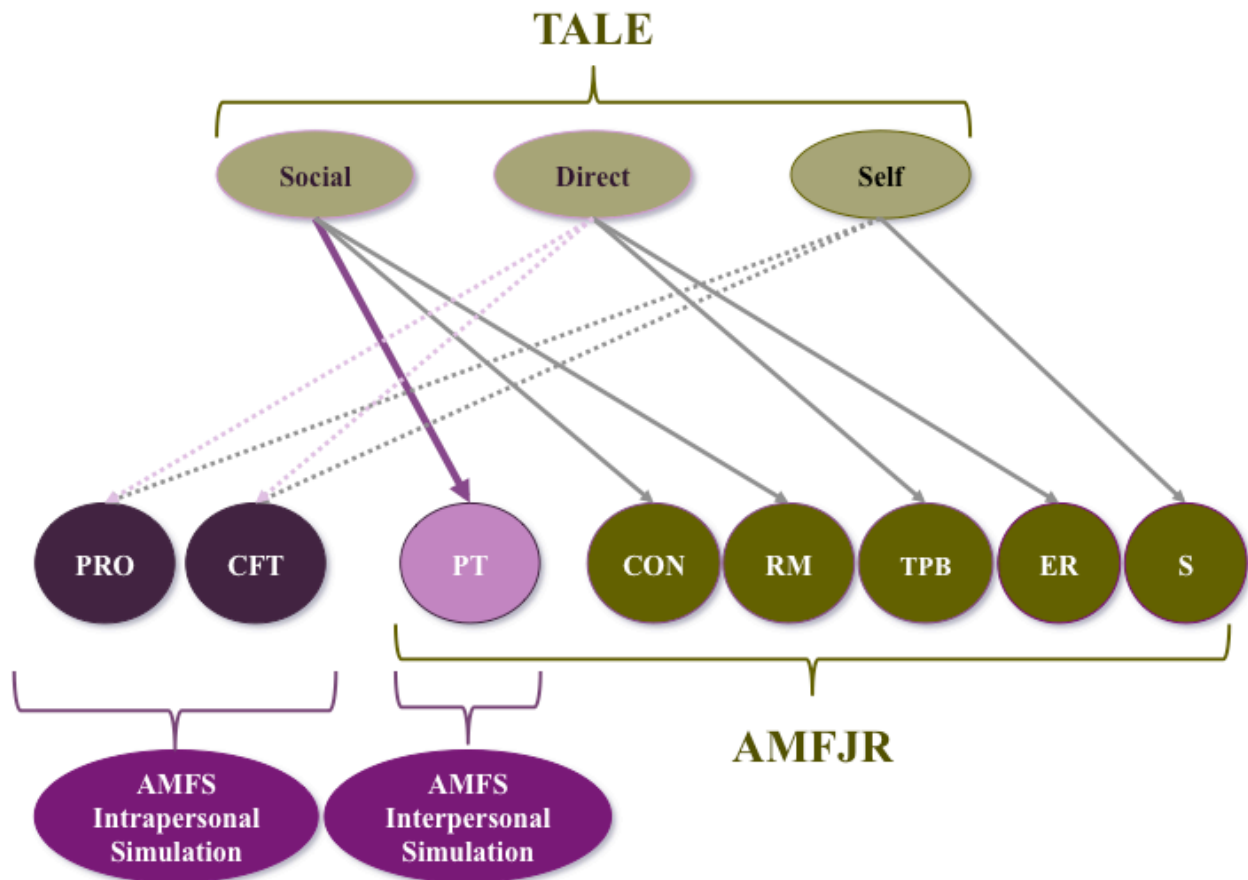 TALE
Social
Direct
Self
PRO
CFT
PT
CON
RM
TPB
ER
S
AMFJR
AMFS
Intrapersonal
Simulation
AMFS
Interpersonal
Simulation